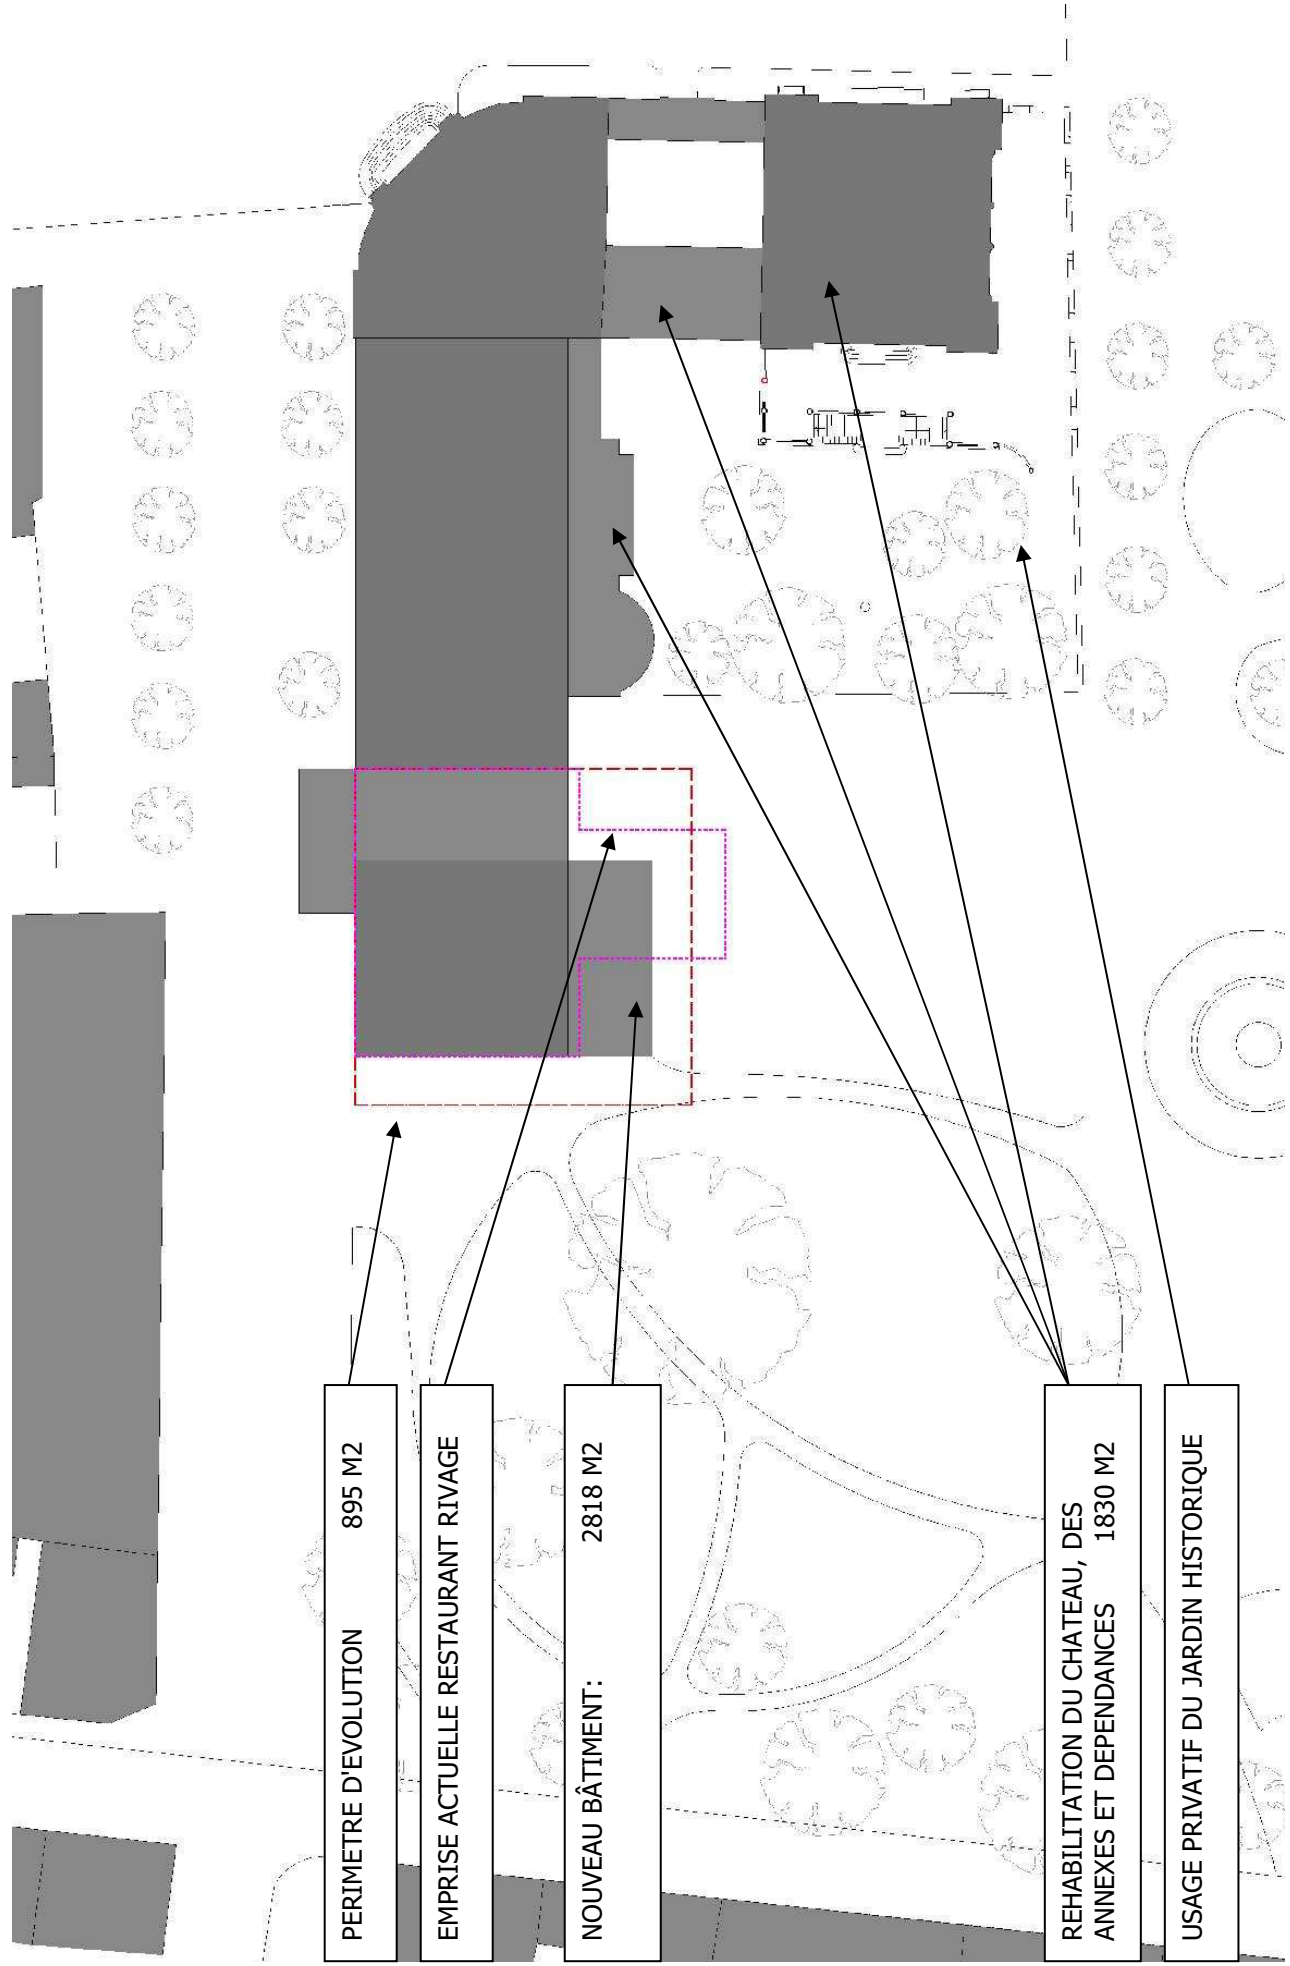 PERIMETRE D'EVOLUTION 895 M2
EMPRISE ACTUELLE RESTAURANT RIVAGE
NOUVEAU BÂTIMENT: 2818 M2
REHABILITATION DU CHATEAU, DES
ANNEXES ET DEPENDANCES 1830 M2
USAGE PRIVATIF DU JARDIN HISTORIQUE